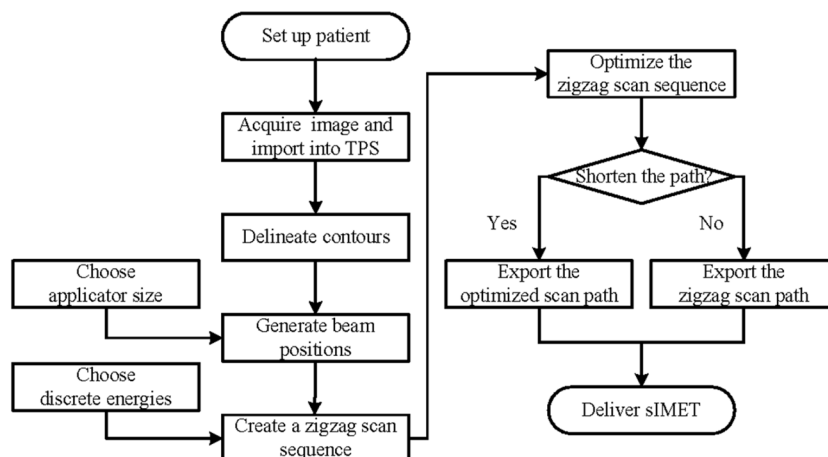 Set up patient
Acquire image and
import into TPS
Delineate contours
Choose
applicator size
Generate beam
positions
Choose
discrete energies
Create a zigzag scan
sequence
Optimize the
zigzag scan sequence
Shorten the path?
Yes
No
Export the
optimized scan path
Export the
zigzag scan path
Deliver sIMET